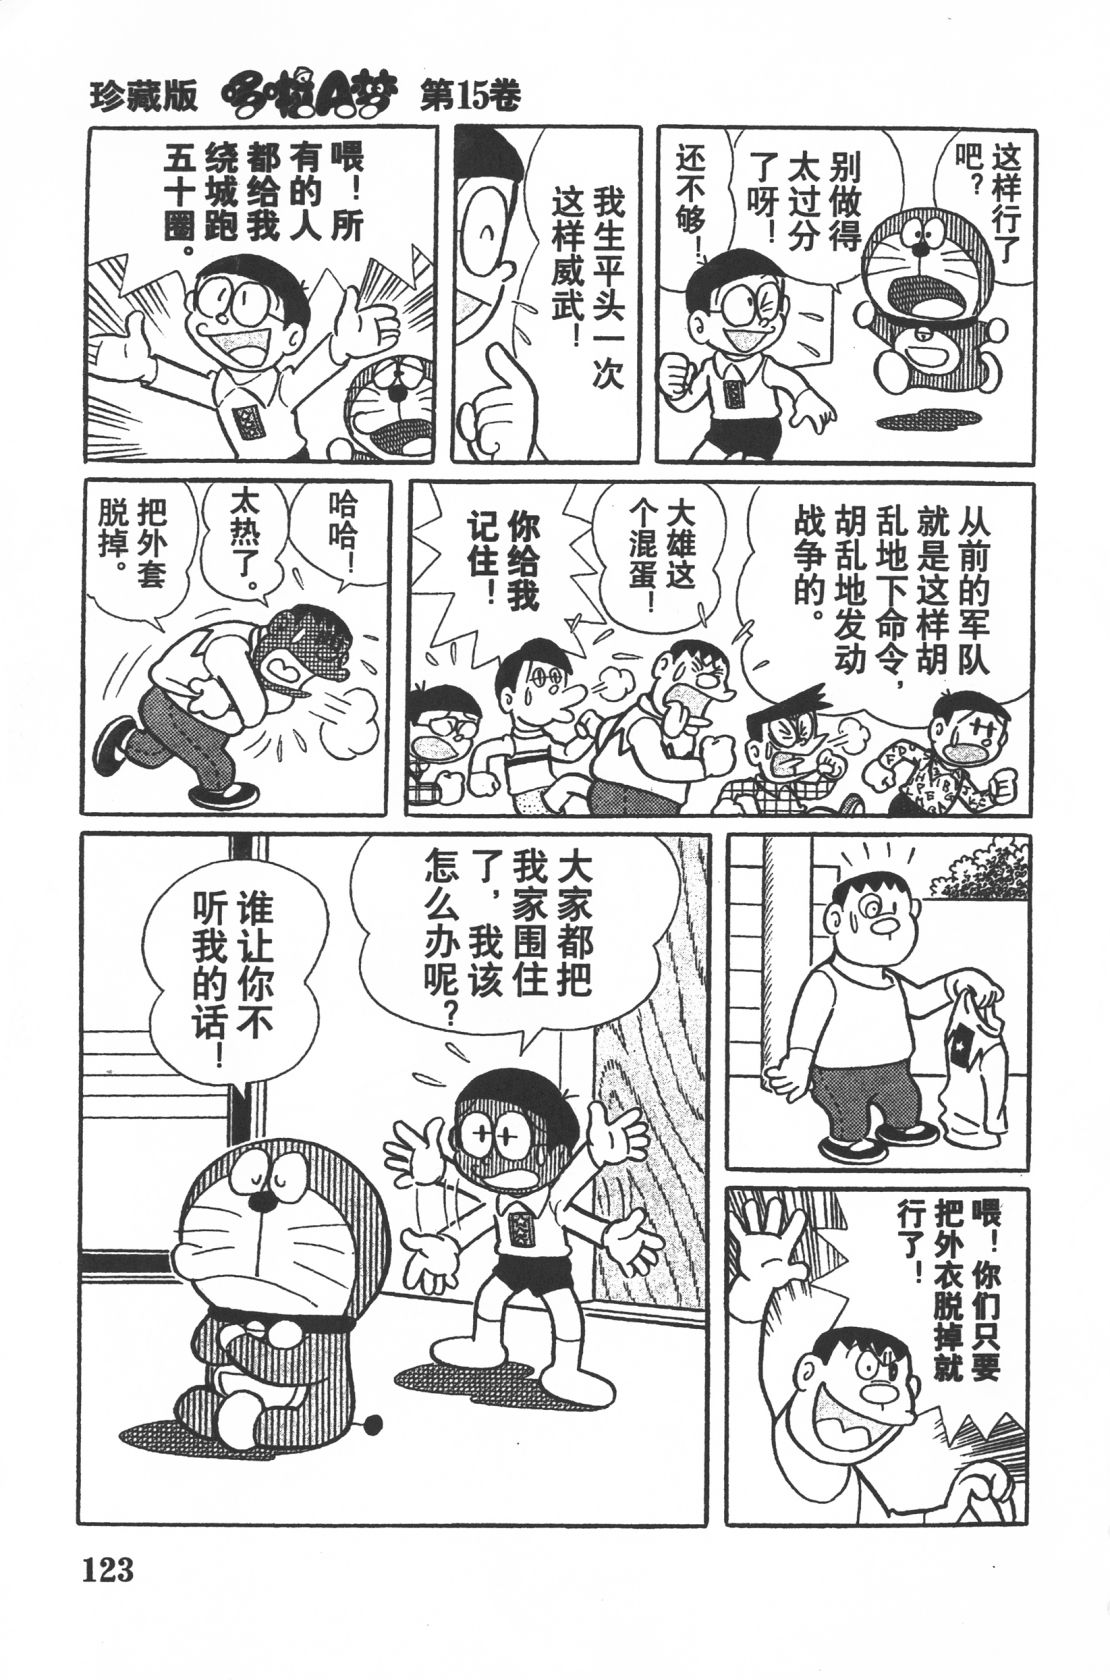 珍藏版 哆啦A梦 第15卷
这样行了
吧？
别做得
太过分
了呀！
还不够！
我生平头一次
这样威武！
喂！所
有的人
都给我
绕城跑
五十圈。
从前的军队
就是这样胡
乱地下命令，
胡乱地发动
战争的。
大雄这
个混蛋！
你给我
记住！
哈哈！
太热了。
把外套
脱掉。
喂！你们只要
把外衣脱掉就
行了！
大家都把
我家围住
了，我该
怎么办呢？
谁让你不
听我的话！
123